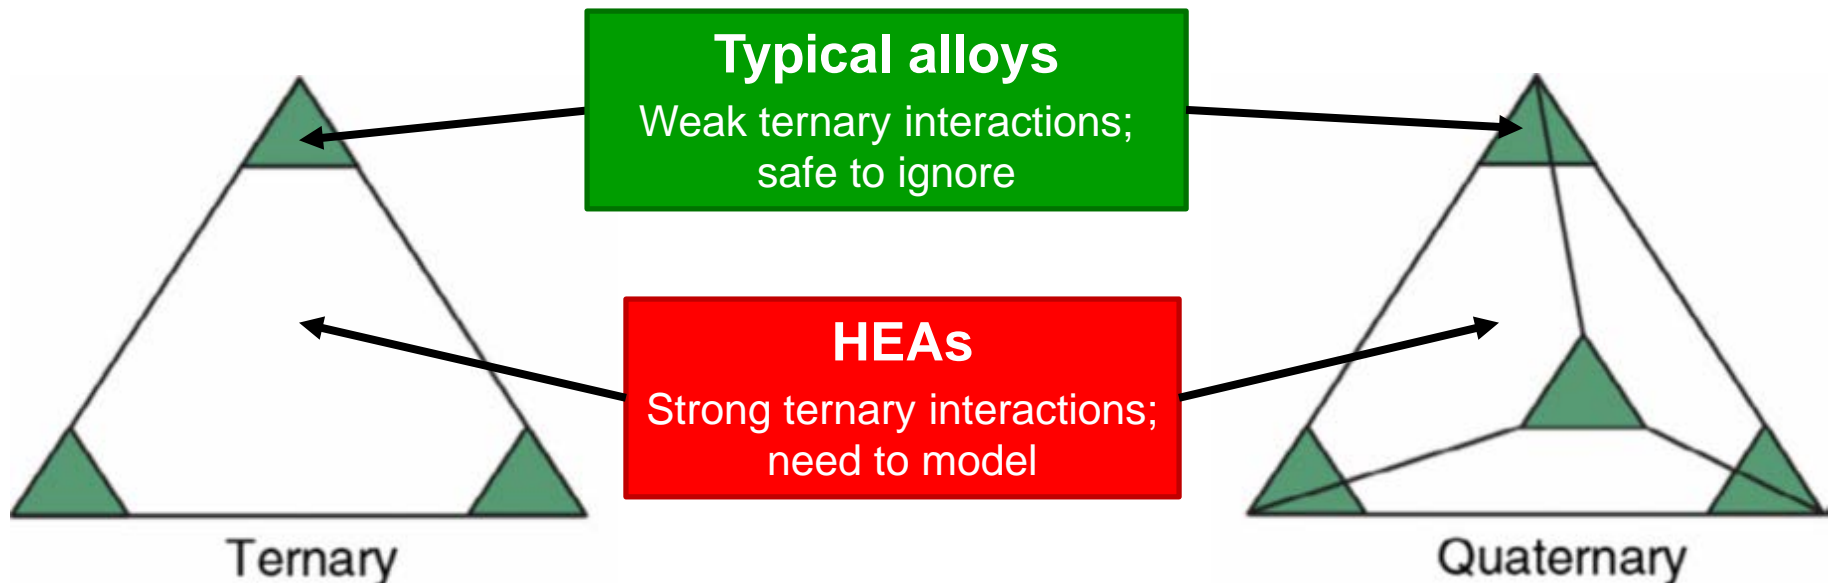 Typical alloys
Weak ternary interactions;
safe to ignore
HEAs
Strong ternary interactions;
need to model
Ternary
Quaternary